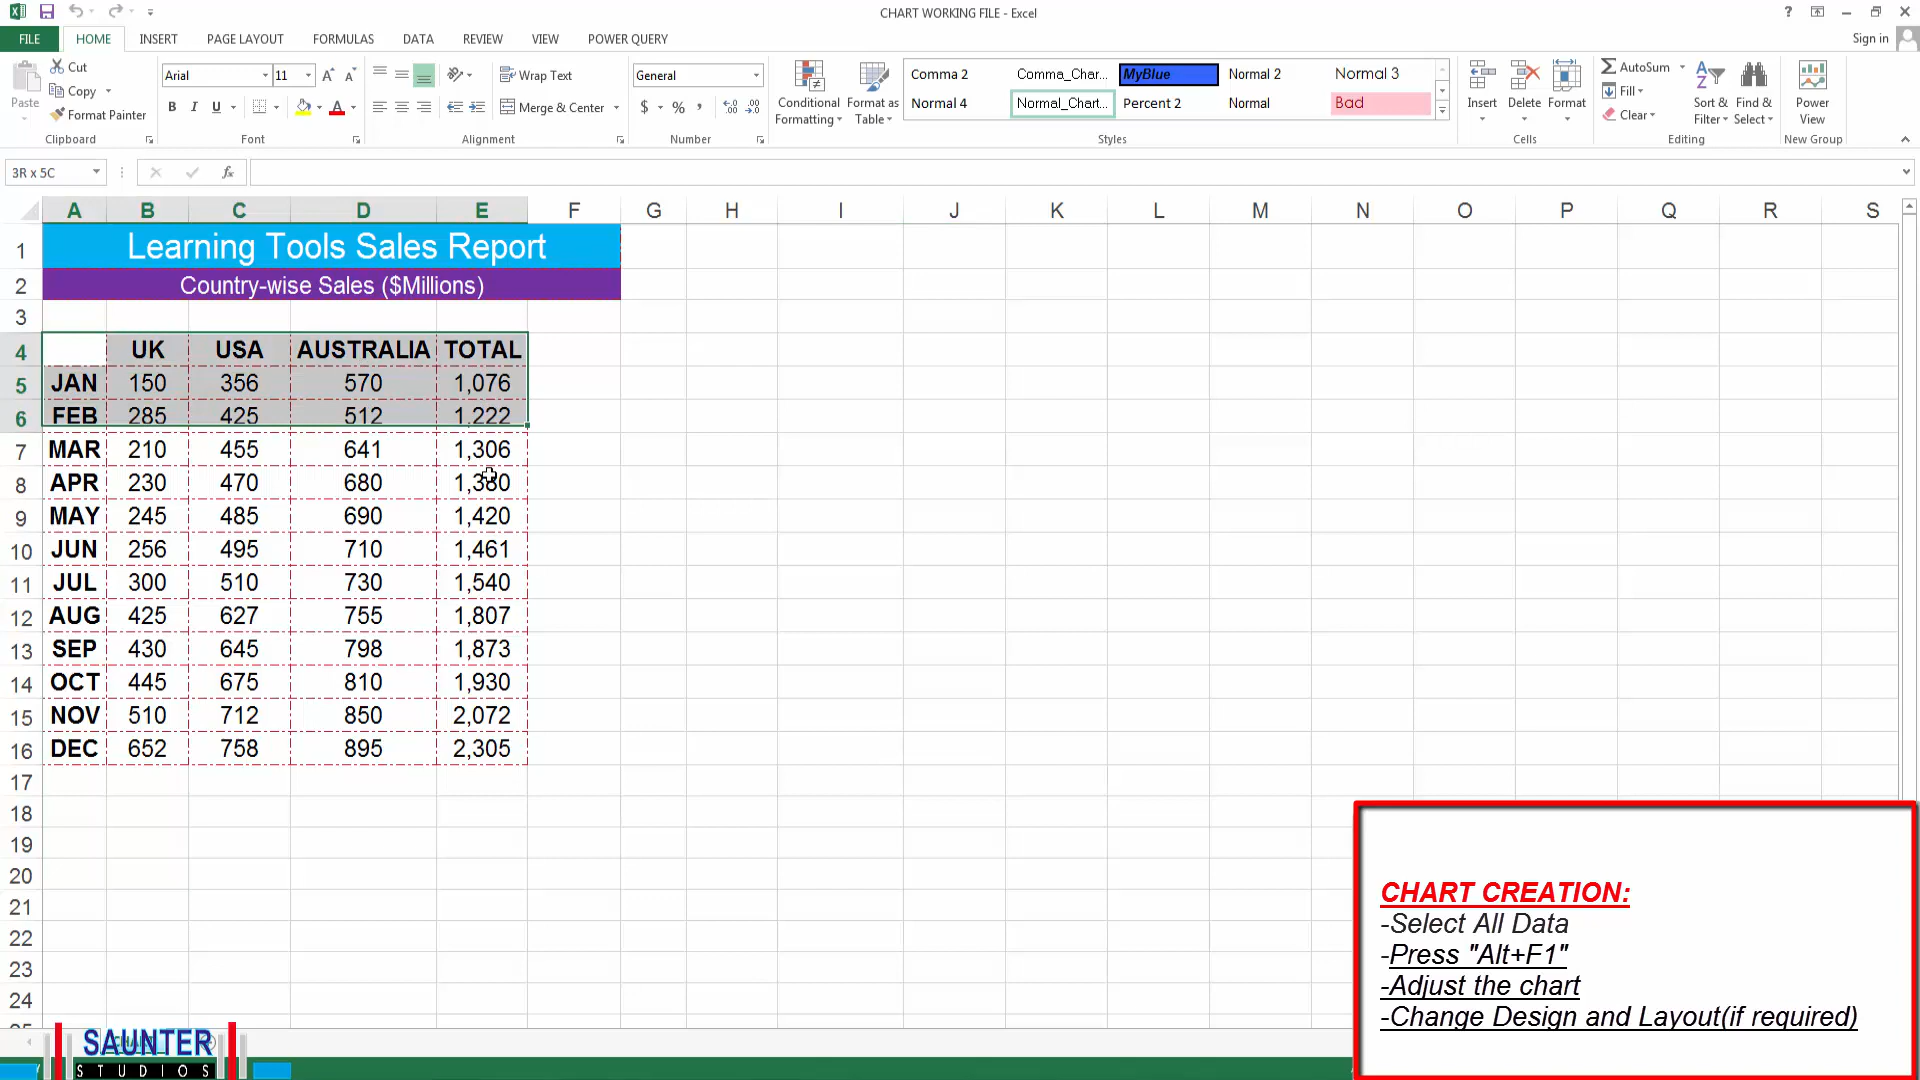 CHART WORKING FILE - Excel
Sign in
FILE HOME INSERT PAGE LAYOUT FORMULAS DATA REVIEW VIEW POWER QUERY
Paste
Cut
Copy
Format Painter
Clipboard
Arial 11
B I U
Font
Wrap Text
Merge & Center
Alignment
General
$ % ,
Number
Conditional Formatting
Format as Table
Comma 2 Comma_Char... MyBlue Normal 2 Normal 3
Normal 4 Normal_Chart... Percent 2 Normal Bad
Styles
Insert Delete Format
Cells
AutoSum
Fill
Clear
Sort & Filter
Find & Select
Editing
Power View
New Group
3R x 5C
fx
A B C D E F G H I J K L M N O P Q R S
1 Learning Tools Sales Report
2 Country-wise Sales ($Millions)
3
4 UK USA AUSTRALIA TOTAL
5 JAN 150 356 570 1,076
6 FEB 285 425 512 1,222
7 MAR 210 455 641 1,306
8 APR 230 470 680 1,380
9 MAY 245 485 690 1,420
10 JUN 256 495 710 1,461
11 JUL 300 510 730 1,540
12 AUG 425 627 755 1,807
13 SEP 430 645 798 1,873
14 OCT 445 675 810 1,930
15 NOV 510 712 850 2,072
16 DEC 652 758 895 2,305
17
18
19
20
21
22
23
24
CHART CREATION:
-Select All Data
-Press "Alt+F1"
-Adjust the chart
-Change Design and Layout(if required)
SAUNTER
STUDIOS